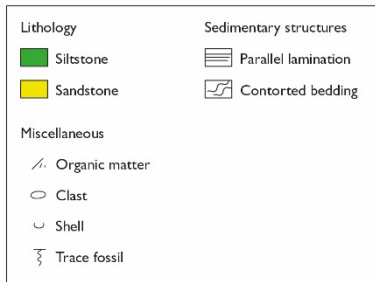 Lithology
Siltstone
Sandstone
Miscellaneous
Organic matter
Clast
Shell
Trace fossil
Sedimentary structures
Parallel lamination
Contorted bedding